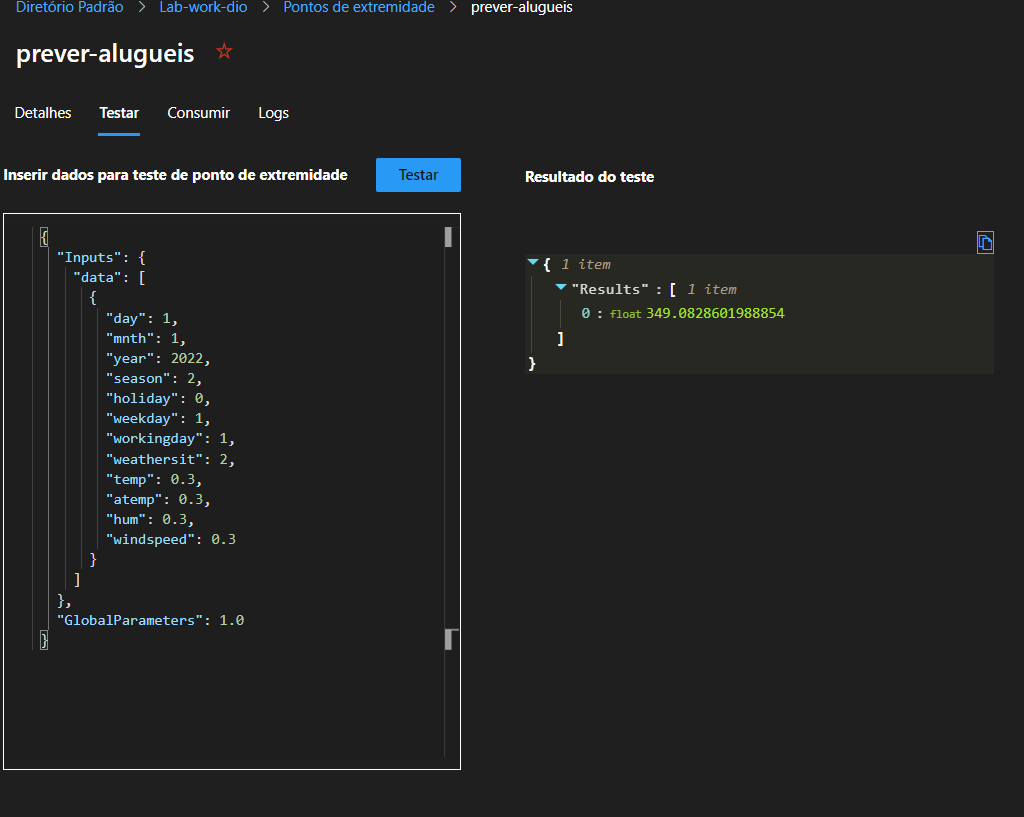 Diretório Padrão > Lab-work-dio > Pontos de extremidade > prever-alugueis
prever-alugueis
Detalhes Testar Consumir Logs
Inserir dados para teste de ponto de extremidade Testar
{
"Inputs": {
"data": [
{
"day": 1,
"mnth": 1,
"year": 2022,
"season": 2,
"holiday": 0,
"weekday": 1,
"workingday": 1,
"weathersit": 2,
"temp": 0.3,
"atemp": 0.3,
"hum": 0.3,
"windspeed": 0.3
}
]
},
"GlobalParameters": 1.0
}
Resultado do teste
{ 1 item
"Results" : [ 1 item
0 : float 349.0828601988854
]
}